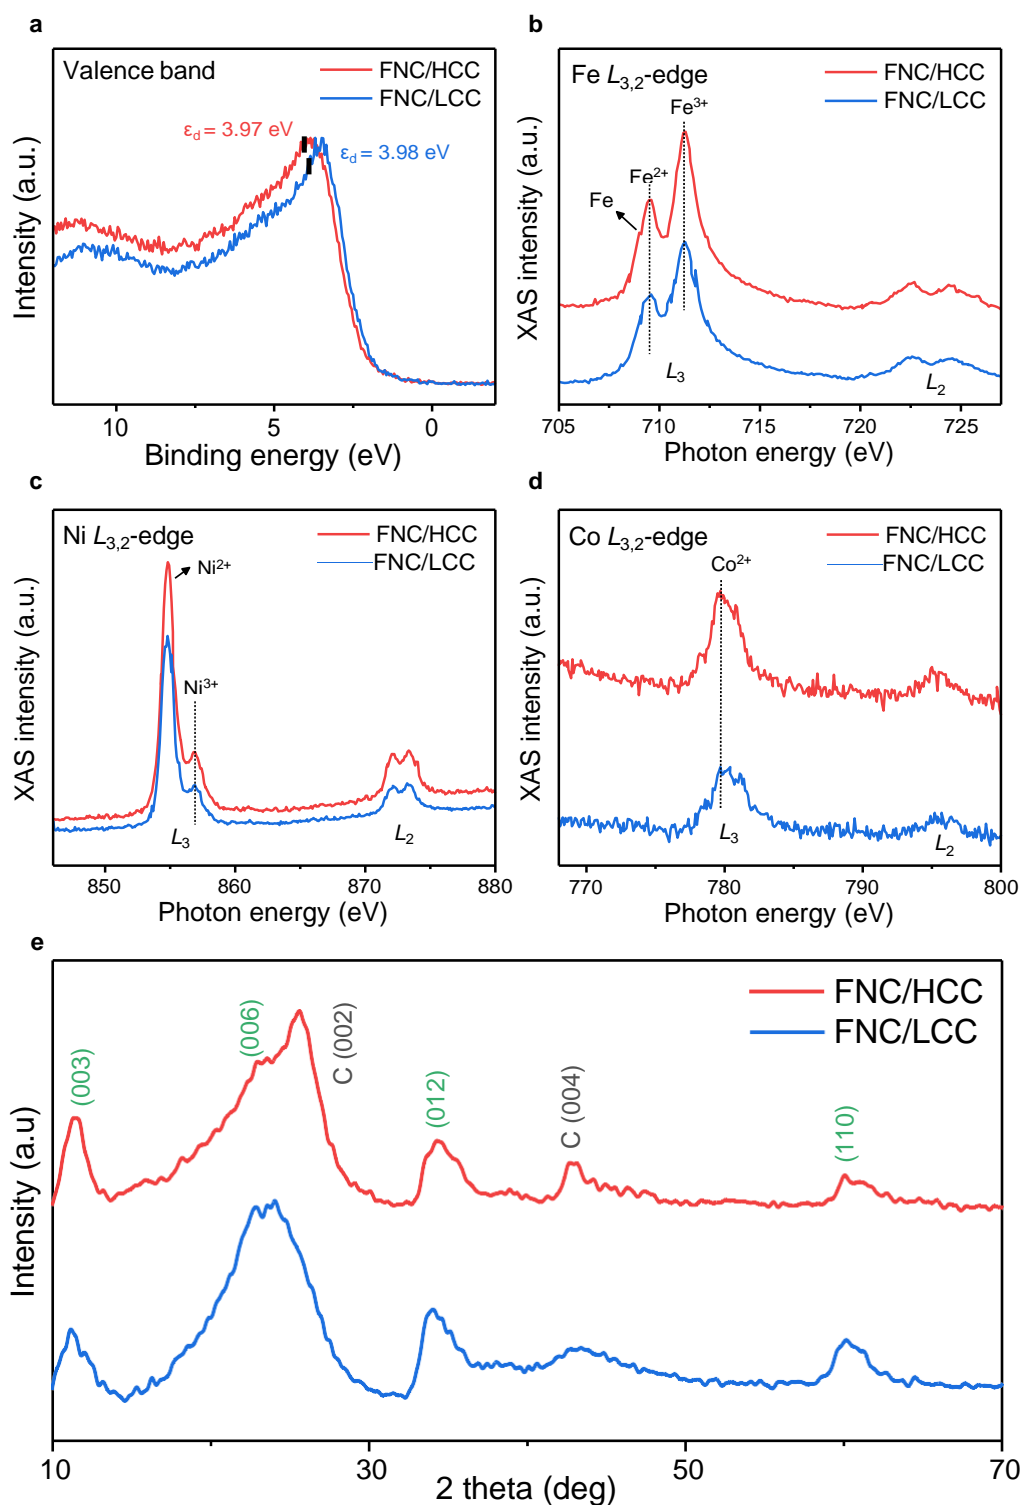 a
Valence band
FNC/HCC
FNC/LCC
ε_d = 3.97 eV
ε_d = 3.98 eV
Intensity (a.u.)
10
5
0
Binding energy (eV)
b
Fe L₃,₂-edge
FNC/HCC
FNC/LCC
Fe³⁺
Fe²⁺
Fe
L₃
L₂
XAS intensity (a.u.)
705
710
715
720
725
Photon energy (eV)
c
Ni L₃,₂-edge
FNC/HCC
FNC/LCC
Ni²⁺
Ni³⁺
L₃
L₂
XAS intensity (a.u.)
850
860
870
880
Photon energy (eV)
d
Co L₃,₂-edge
FNC/HCC
FNC/LCC
Co²⁺
L₃
L₂
XAS intensity (a.u.)
770
780
790
800
Photon energy (eV)
e
FNC/HCC
FNC/LCC
(003)
(006)
C (002)
(012)
C (004)
(110)
Intensity (a.u)
10
30
50
70
2 theta (deg)